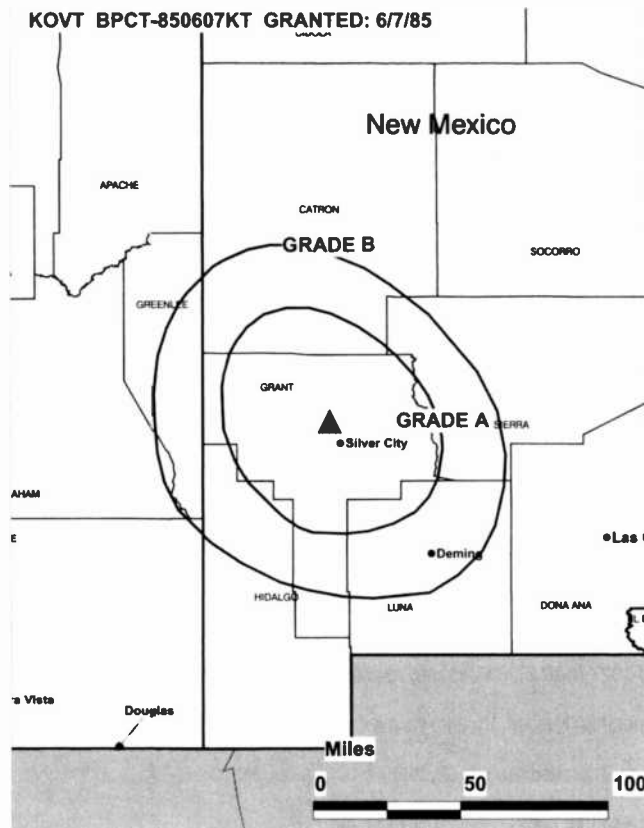 KOVT BPCT-850607KT GRANTED: 6/7/85
New Mexico
APACHE
CATRON
GRADE B
SOCORRO
GREENLEE
GRANT
GRADE A
SIERRA
Silver City
AHAM
E
Las C
Deming
HIDALGO
LUNA
DONA ANA
ra Vista
Douglas
Miles
0 50 100